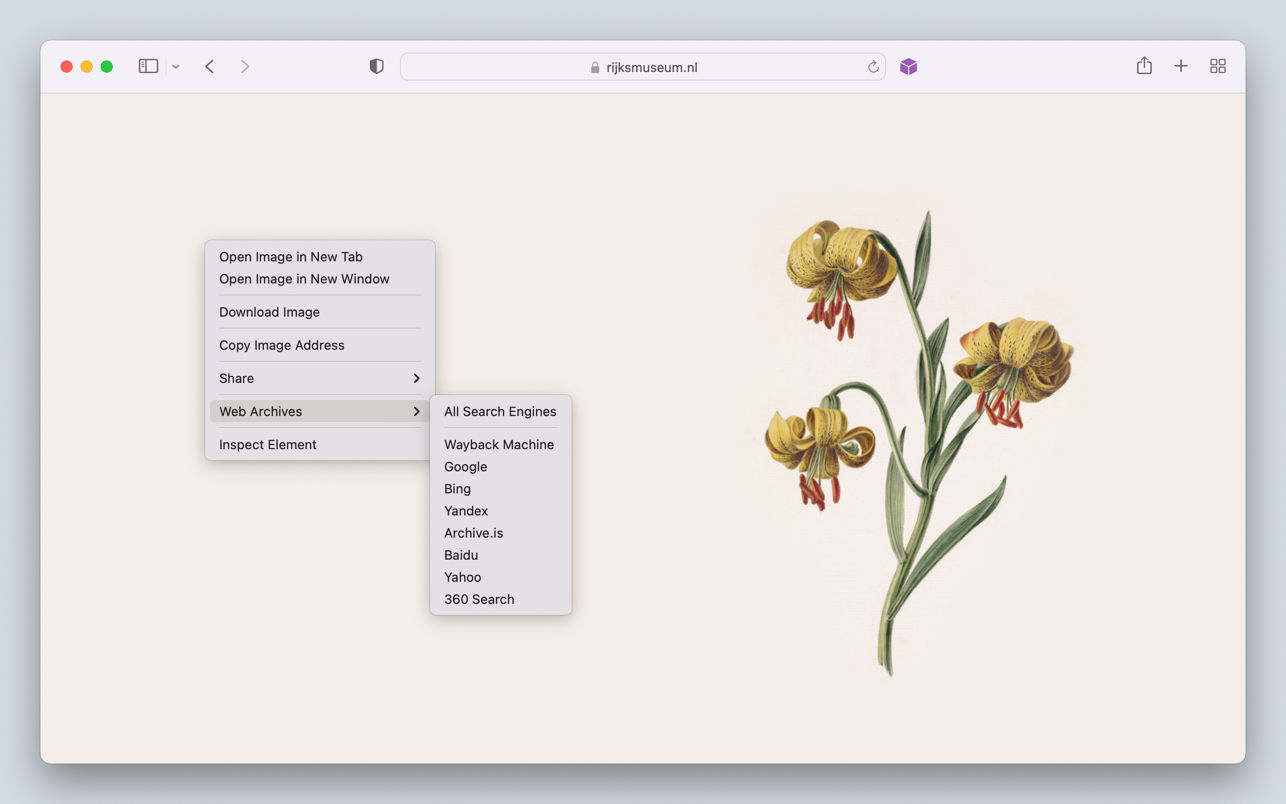 rijksmuseum.nl
Open Image in New Tab
Open Image in New Window
Download Image
Copy Image Address
Share
Web Archives
Inspect Element
All Search Engines
Wayback Machine
Google
Bing
Yandex
Archive.is
Baidu
Yahoo
360 Search